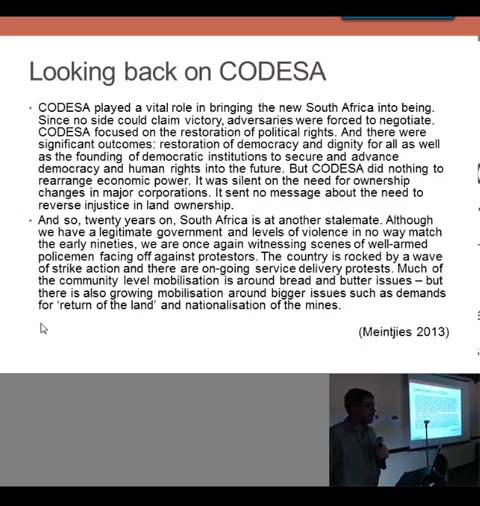 Looking back on CODESA
• CODESA played a vital role in bringing the new South Africa into being.
Since no side could claim victory, adversaries were forced to negotiate.
CODESA focused on the restoration of political rights. And there were
significant outcomes: restoration of democracy and dignity for all as well
as the founding of democratic institutions to secure and advance
democracy and human rights into the future. But CODESA did nothing to
rearrange economic power. It was silent on the need for ownership
changes in major corporations. It sent no message about the need to
reverse injustice in land ownership.
• And so, twenty years on, South Africa is at another stalemate. Although
we have a legitimate government and levels of violence in no way match
the early nineties, we are once again witnessing scenes of well-armed
policemen facing off against protestors. The country is rocked by a wave
of strike action and there are on-going service delivery protests. Much of
the community level mobilisation is around bread and butter issues – but
there is also growing mobilisation around bigger issues such as demands
for ‘return of the land’ and nationalisation of the mines.
(Meintjies 2013)